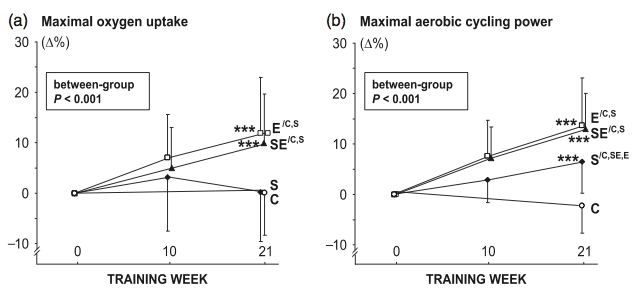 (a) Maximal oxygen uptake
30 (Δ%)
20
10
0
–10
between-group
P < 0.001
*** E/C,S
*** SE/C,S
S
C
0 10 21
TRAINING WEEK
(b) Maximal aerobic cycling power
30 (Δ%)
20
10
0
–10
between-group
P < 0.001
*** E/C,S
SE/C,S
***
*** S/C,SE,E
C
0 10 21
TRAINING WEEK